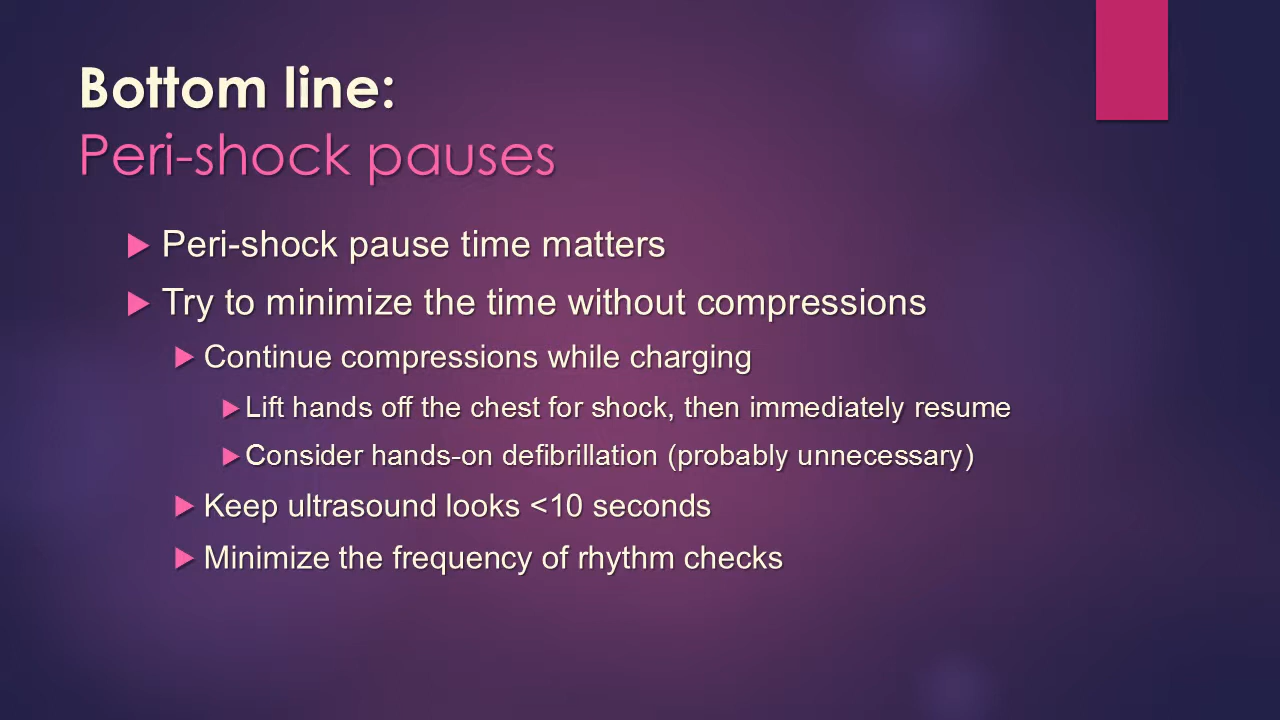 Bottom line:
Peri-shock pauses
Peri-shock pause time matters
Try to minimize the time without compressions
Continue compressions while charging
Lift hands off the chest for shock, then immediately resume
Consider hands-on defibrillation (probably unnecessary)
Keep ultrasound looks <10 seconds
Minimize the frequency of rhythm checks